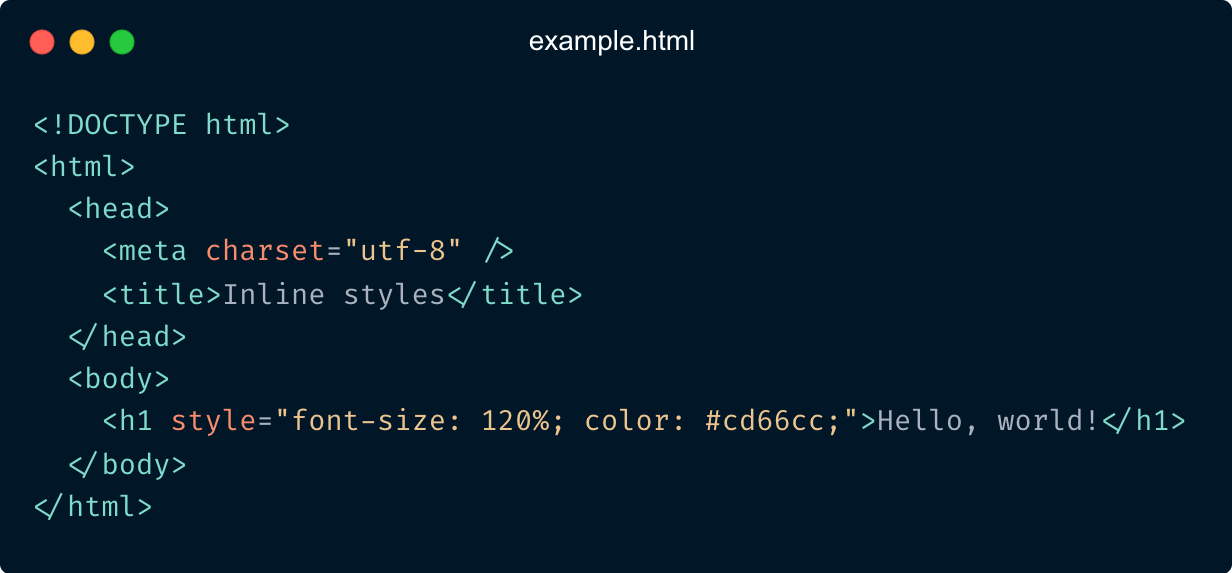 example.html
<!DOCTYPE html>
<html>
  <head>
    <meta charset="utf-8" />
    <title>Inline styles</title>
  </head>
  <body>
    <h1 style="font-size: 120%; color: #cd66cc;">Hello, world!</h1>
  </body>
</html>